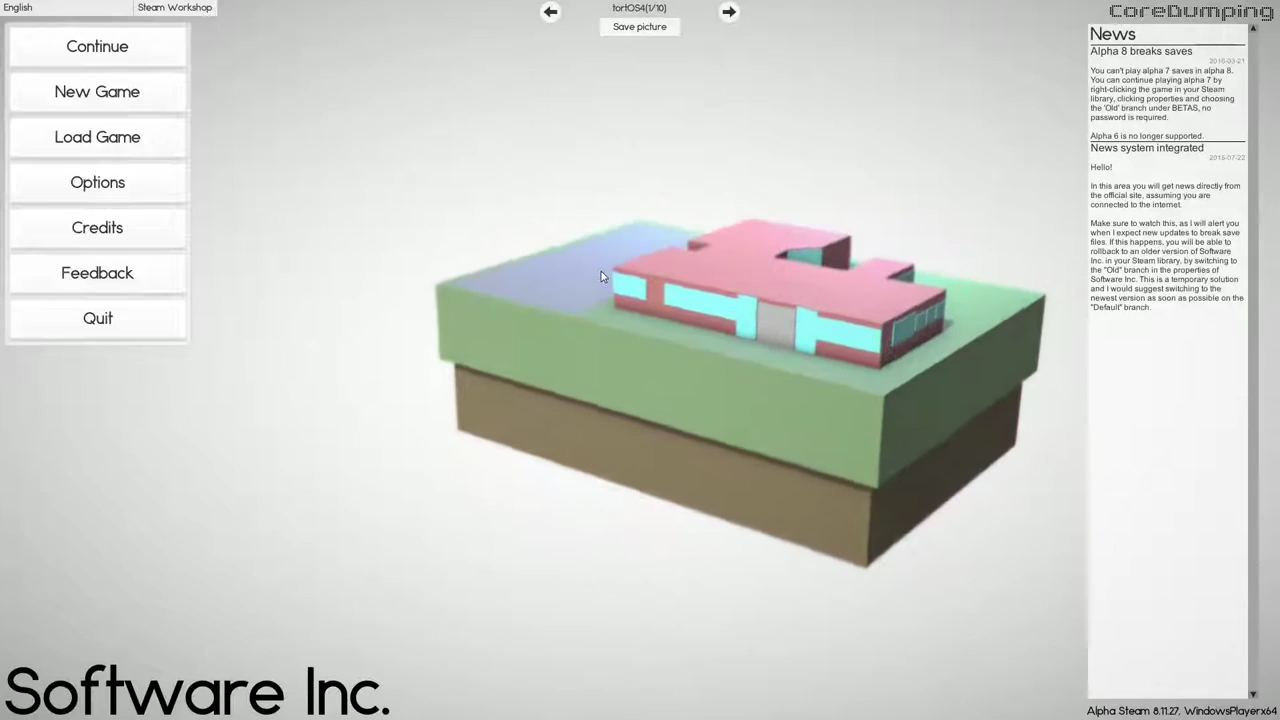 English
Steam Workshop
tortOS4(1/10)
Save picture
CoreDumping
Continue
New Game
Load Game
Options
Credits
Feedback
Quit
News
Alpha 8 breaks saves
2016-03-21
You can't play alpha 7 saves in alpha 8.
You can continue playing alpha 7 by
right-clicking the game in your Steam
library, clicking properties and choosing
the 'Old' branch under BETAS, no
password is required.
Alpha 6 is no longer supported.
News system integrated
2015-07-22
Hello!
In this area you will get news directly from
the official site, assuming you are
connected to the internet.
Make sure to watch this, as I will alert you
when I expect new updates to break save
files. If this happens, you will be able to
rollback to an older version of Software
Inc. in your Steam library, by switching to
the "Old" branch in the properties of
Software Inc. This is a temporary solution
and I would suggest switching to the
newest version as soon as possible on the
"Default" branch.
Software Inc.
Alpha Steam 8.11.27, WindowsPlayerx64